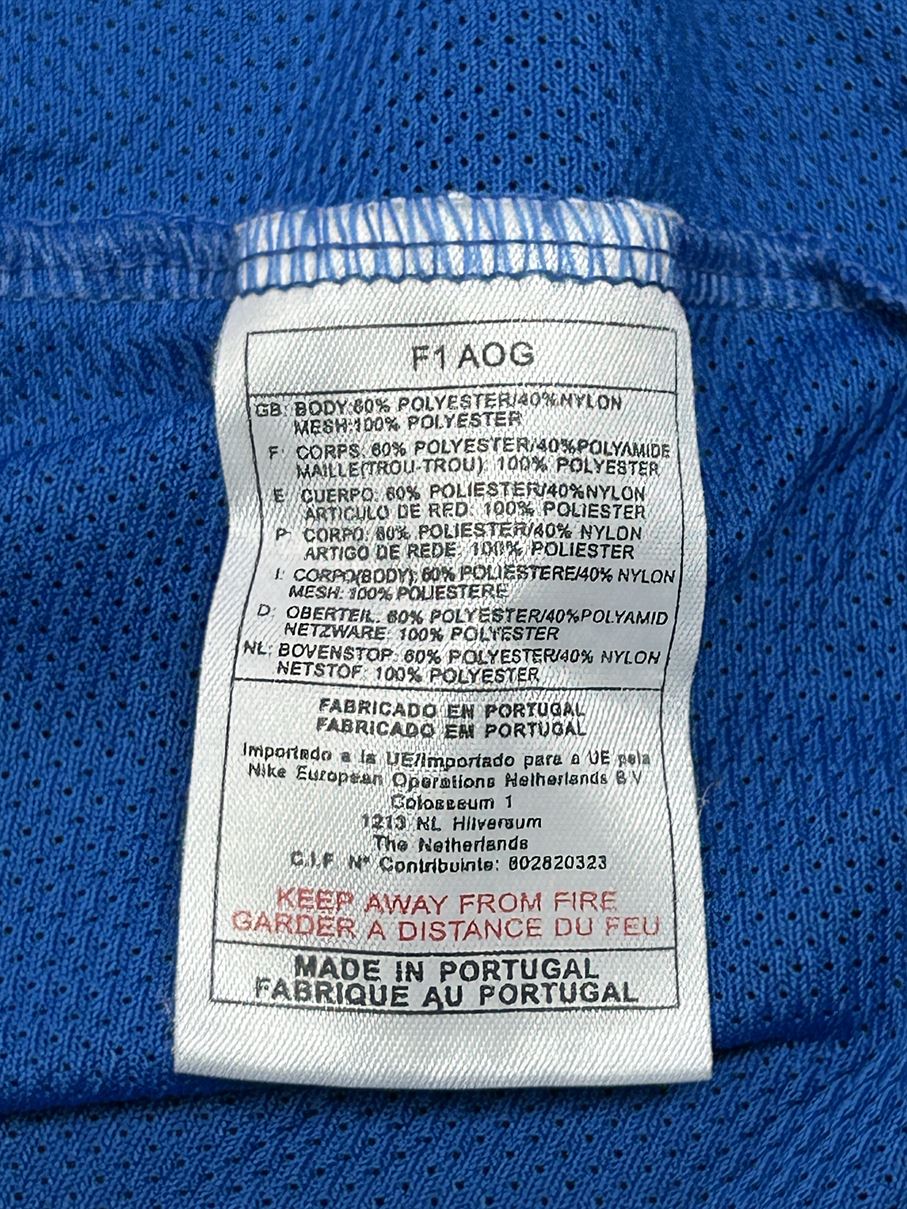 F1 AOG
GB: BODY:60% POLYESTER/40%NYLON
MESH:100% POLYESTER
F: CORPS: 60% POLYESTER/40%POLYAMIDE
MAILLE(TROU-TROU): 100% POLYESTER
E: CUERPO: 60% POLIESTER/40%NYLON
ARTICULO DE RED: 100% POLIESTER
P: CORPO: 60% POLIESTER/40% NYLON
ARTIGO DE REDE: 100% POLIESTER
I: CORPO(BODY): 60% POLIESTERE/40% NYLON
MESH: 100% POLIESTERE
D: OBERTEIL: 60% POLYESTER/40%POLYAMID
NETZWARE: 100% POLYESTER
NL: BOVENSTOP: 60% POLYESTER/40% NYLON
NETSTOF: 100% POLYESTER
FABRICADO EN PORTUGAL
FABRICADO EM PORTUGAL
Importado a la UE/Importado para a UE pela
Nike European Operations Netherlands B.V.
Colosseum 1
1213 NL Hilversum
The Netherlands
C.I.F. Nº Contribuinte: 802820323
KEEP AWAY FROM FIRE
GARDER A DISTANCE DU FEU
MADE IN PORTUGAL
FABRIQUE AU PORTUGAL